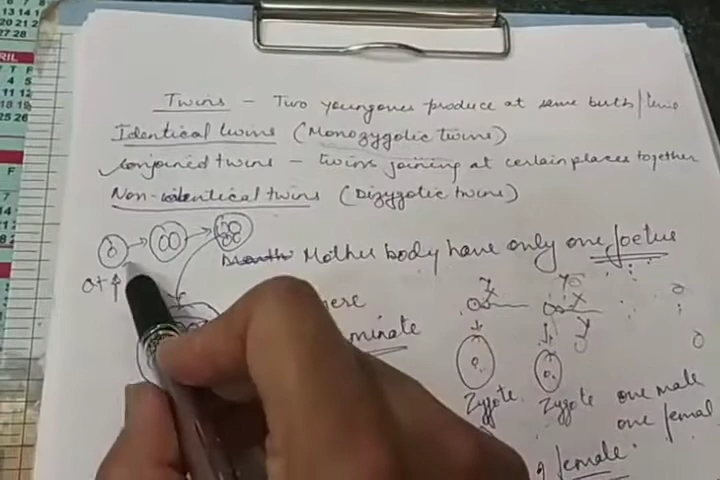 Twins - Two youngones produce at same birth/time
Identical twins (Monozygotic twins)
Conjoined twins - twins joining at certain places together
Non-identical twins (Dizygotic twins)
Mother body have only one foetus
here
minate
Zygote Zygote one male
one femal
female.